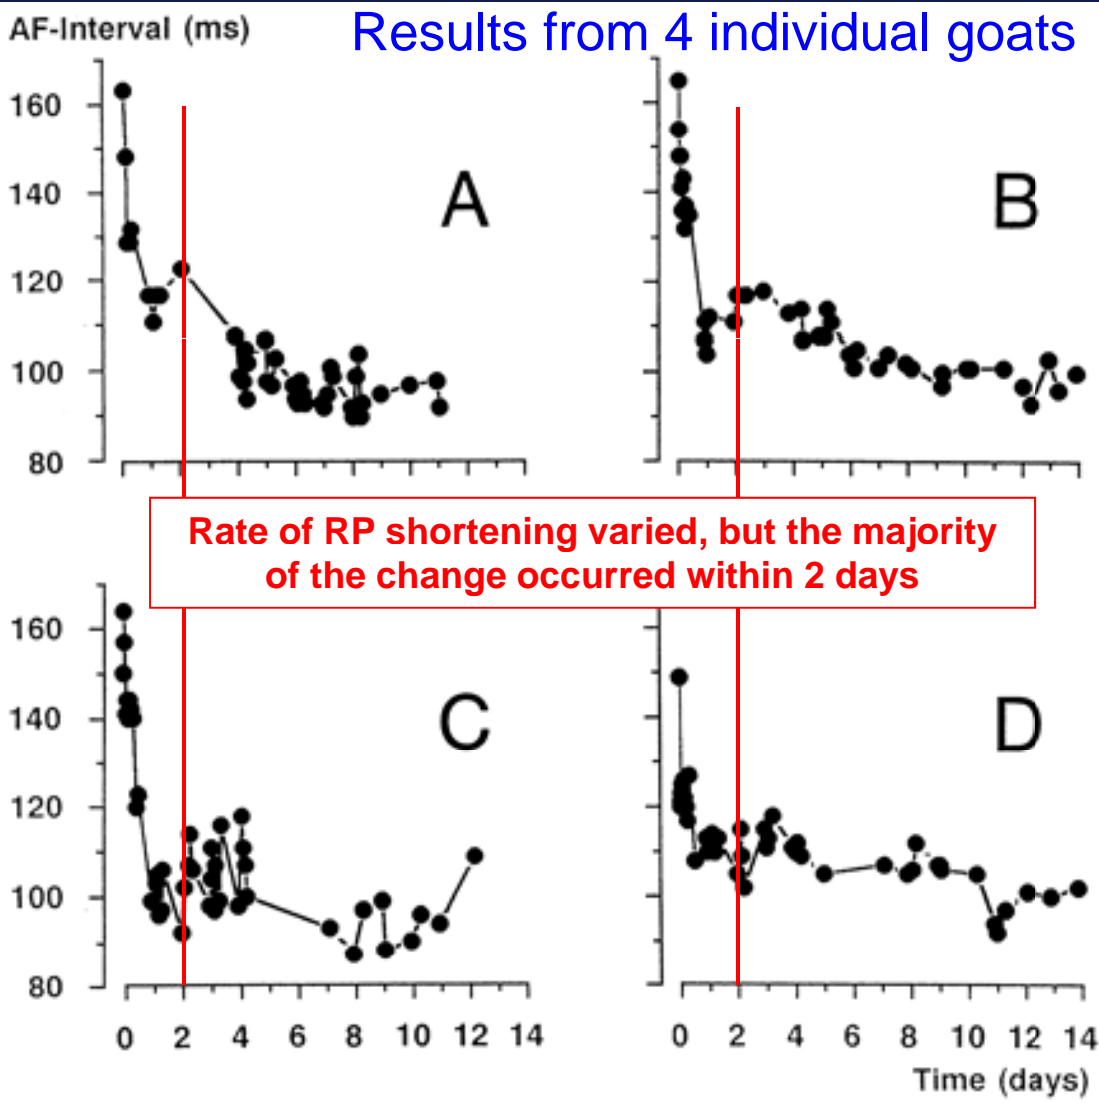 AF-Interval (ms)
Results from 4 individual goats
160
140
120
100
80
A
B
Rate of RP shortening varied, but the majority
of the change occurred within 2 days
160
140
120
100
80
C
D
0 2 4 6 8 10 12 14
0 2 4 6 8 10 12 14
Time (days)